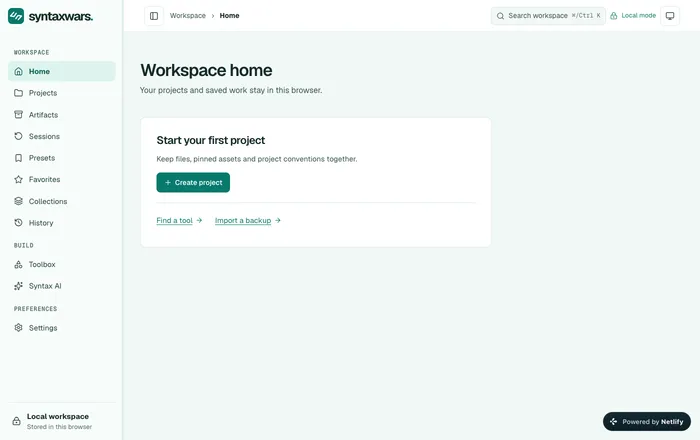 syntaxwars.
Workspace › Home
Search workspace ⌘/Ctrl K
Local mode
WORKSPACE
Home
Projects
Artifacts
Sessions
Presets
Favorites
Collections
History
BUILD
Toolbox
Syntax AI
PREFERENCES
Settings
Local workspace
Stored in this browser
Workspace home
Your projects and saved work stay in this browser.
Start your first project
Keep files, pinned assets and project conventions together.
+ Create project
Find a tool → Import a backup →
Powered by Netlify